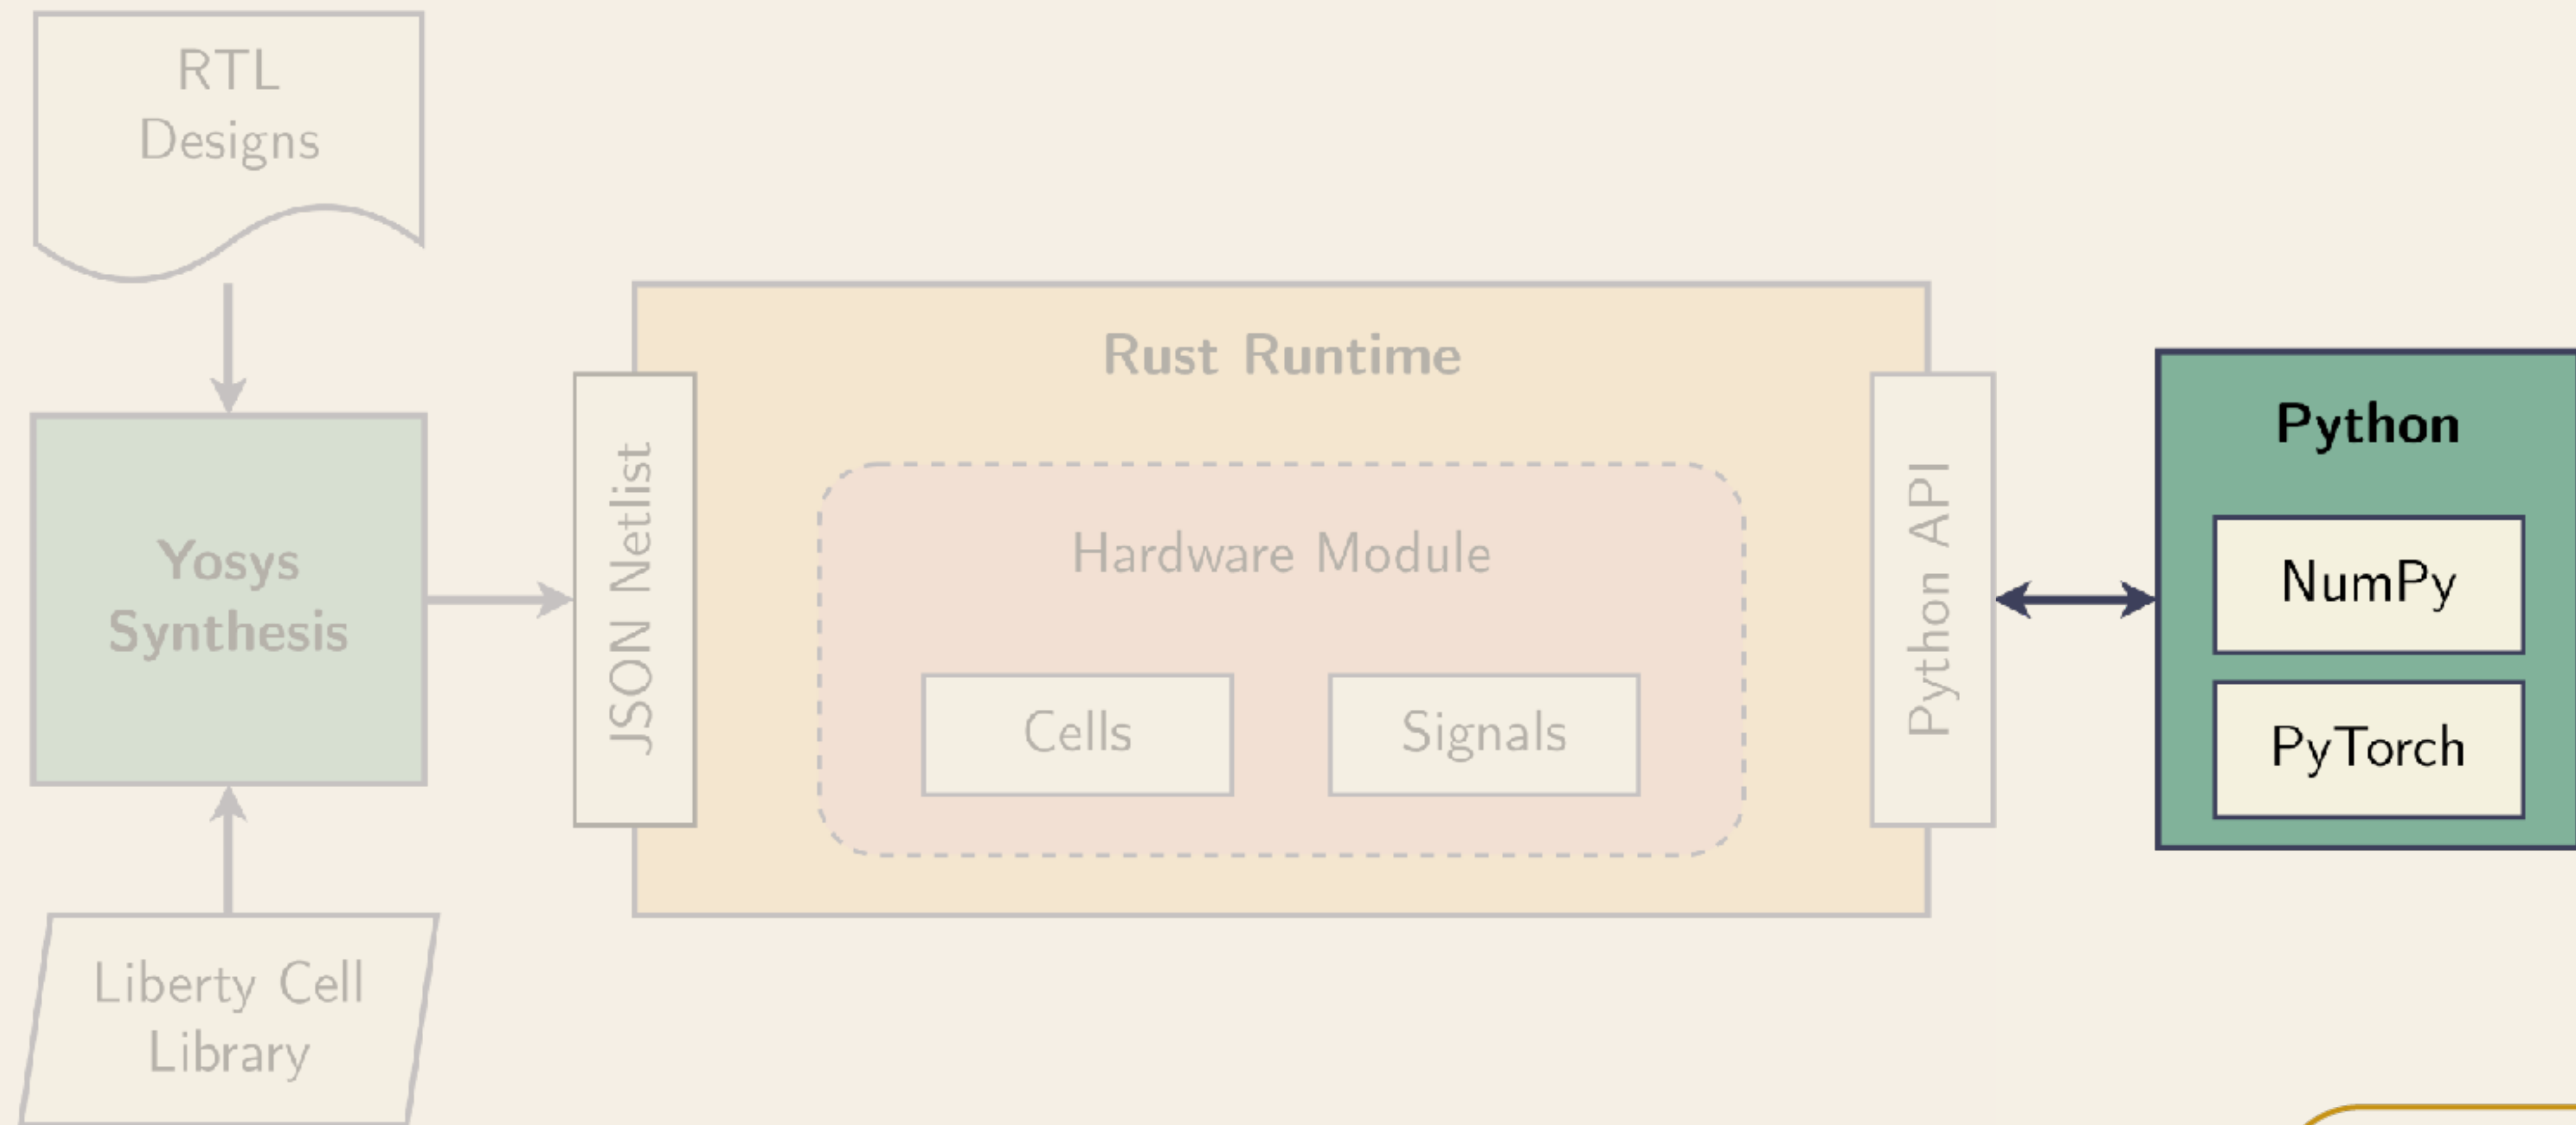 RTL
Designs
Yosys
Synthesis
Liberty Cell
Library
JSON Netlist
Rust Runtime
Hardware Module
Cells
Signals
Python API
Python
NumPy
PyTorch